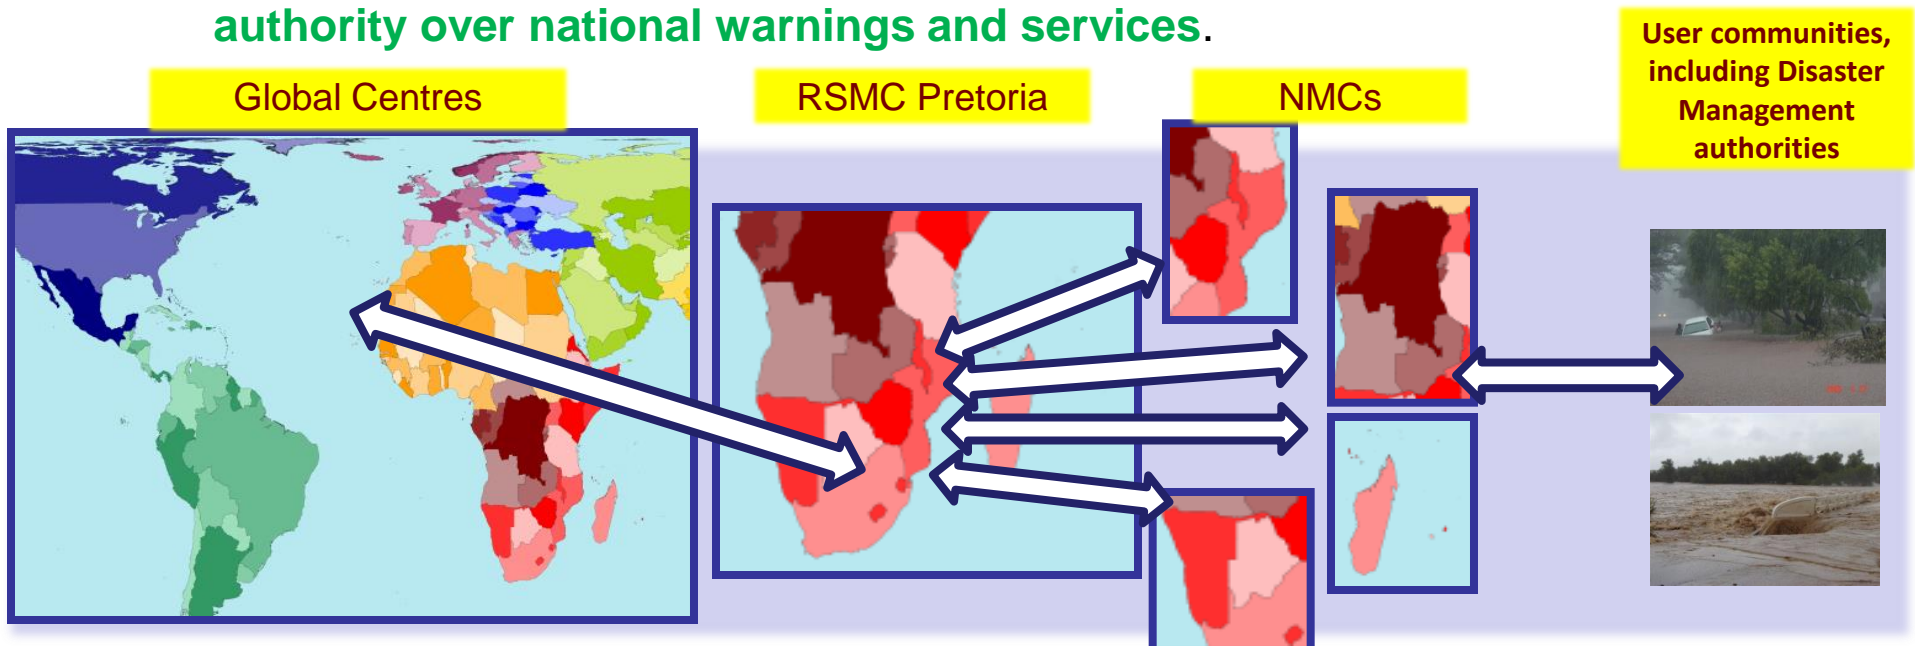 authority over national warnings and services.
Global Centres
RSMC Pretoria
NMCs
User communities,
including Disaster
Management
authorities